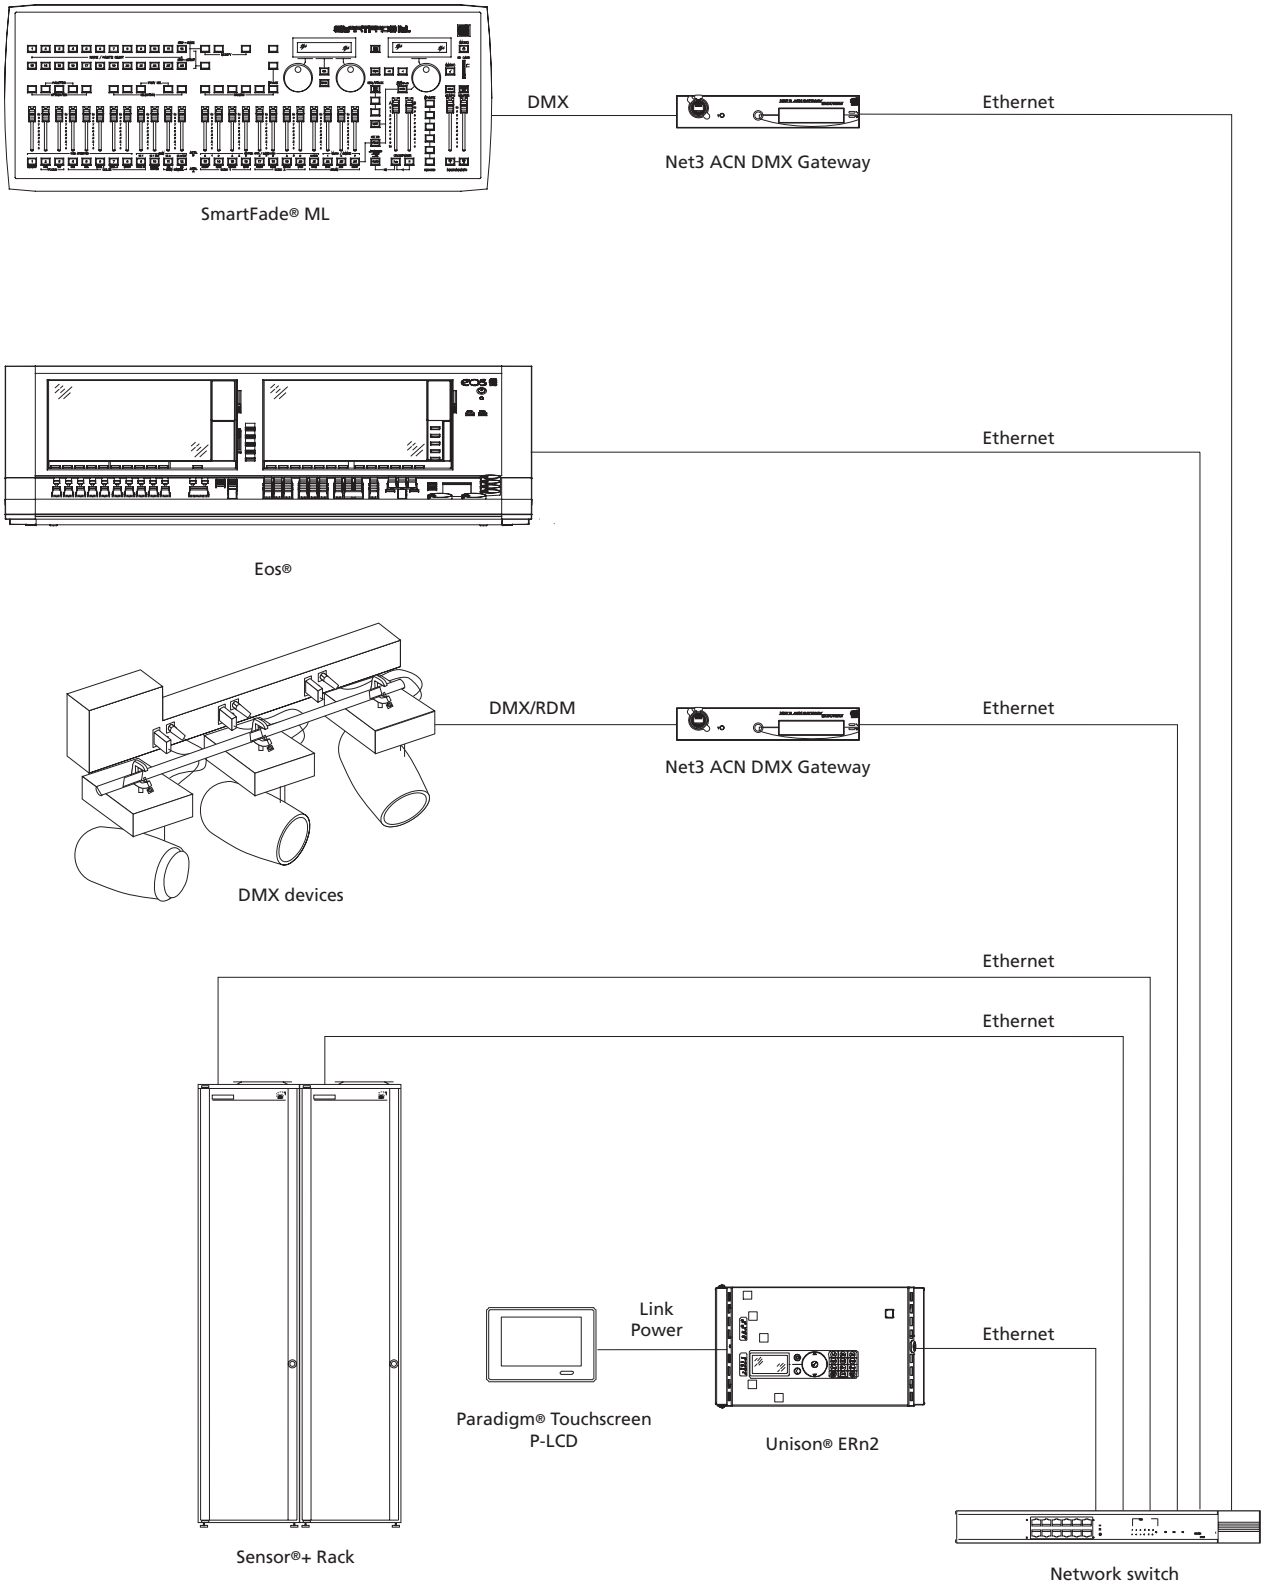 DMX
Ethernet
Net3 ACN DMX Gateway
SmartFade® ML
eos
Ethernet
Eos®
DMX/RDM
Ethernet
Net3 ACN DMX Gateway
DMX devices
Ethernet
Ethernet
Link
Power
Ethernet
Paradigm® Touchscreen
P-LCD
Unison® ERn2
Sensor®+ Rack
Network switch